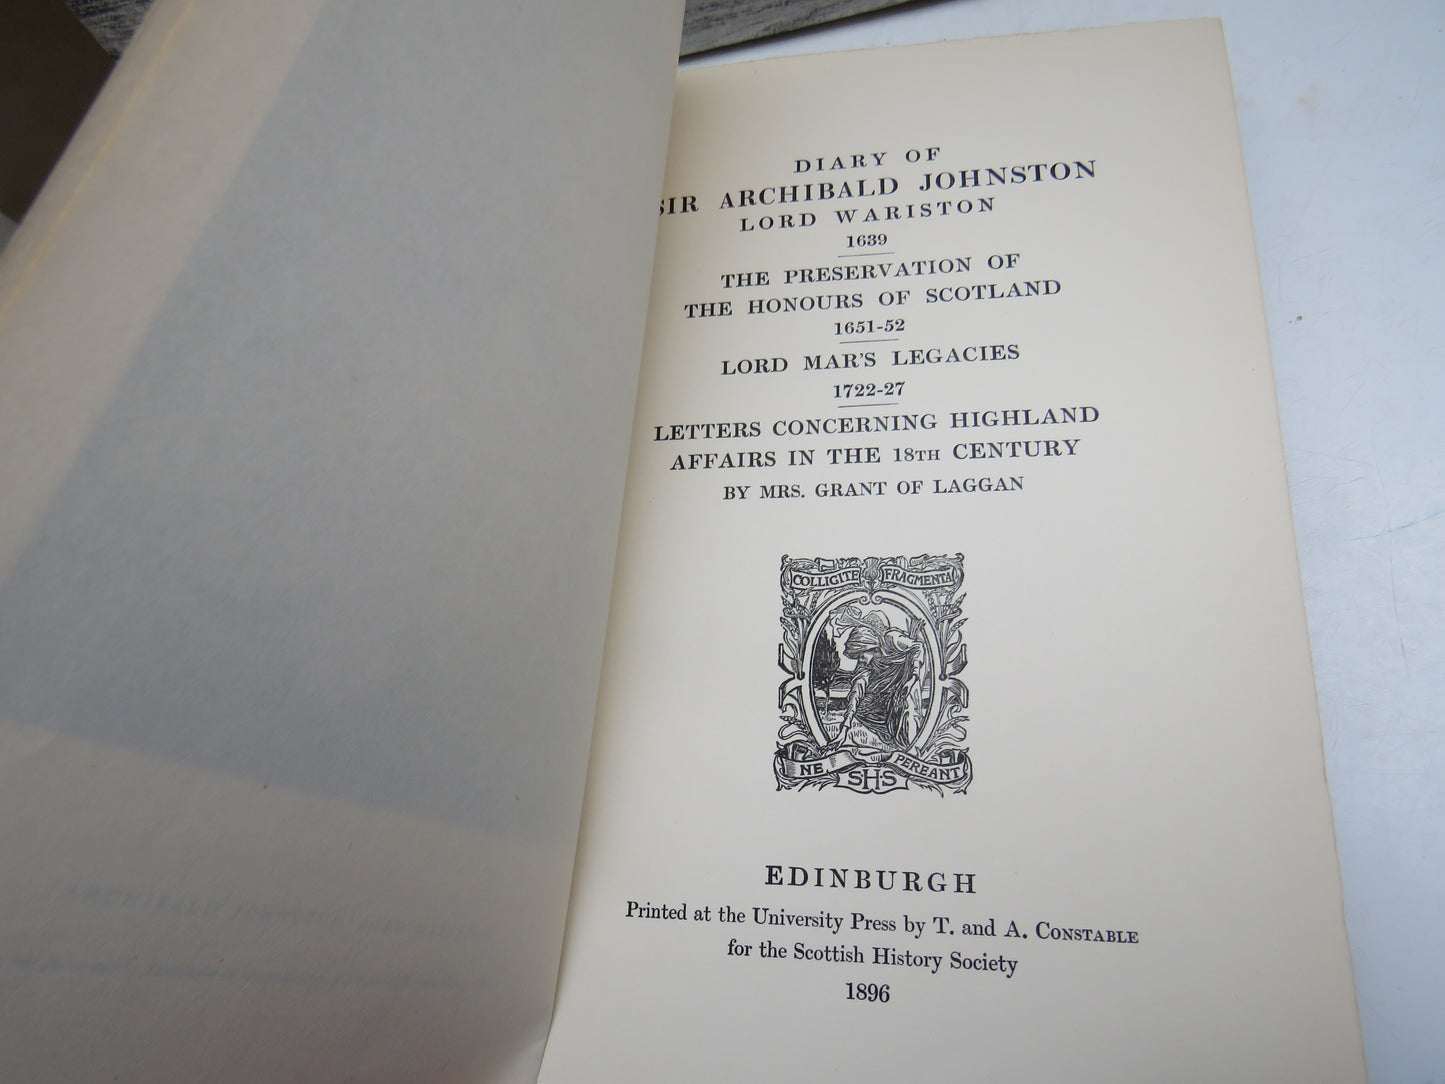 DIARY OF
SIR ARCHIBALD JOHNSTON
LORD WARISTON
1639
THE PRESERVATION OF
THE HONOURS OF SCOTLAND
1651-52
LORD MAR'S LEGACIES
1722-27
LETTERS CONCERNING HIGHLAND
AFFAIRS IN THE 18TH CENTURY
BY MRS. GRANT OF LAGGAN
COLLIGITE FRAGMENTA
NE PEREANT
SHS
EDINBURGH
Printed at the University Press by T. and A. CONSTABLE
for the Scottish History Society
1896